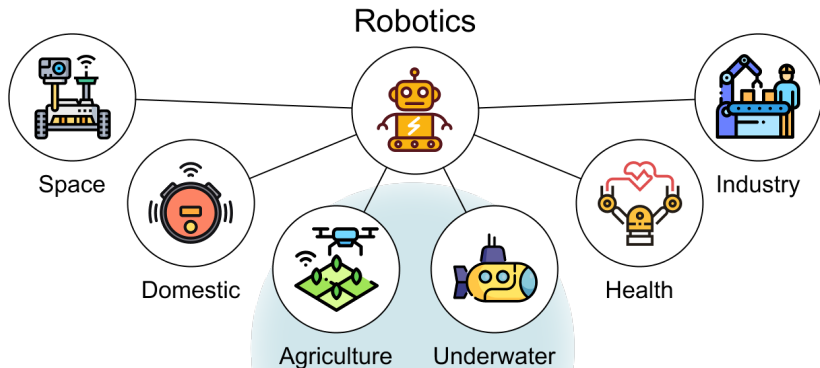 Robotics
Space
Industry
Domestic
Health
Agriculture
Underwater